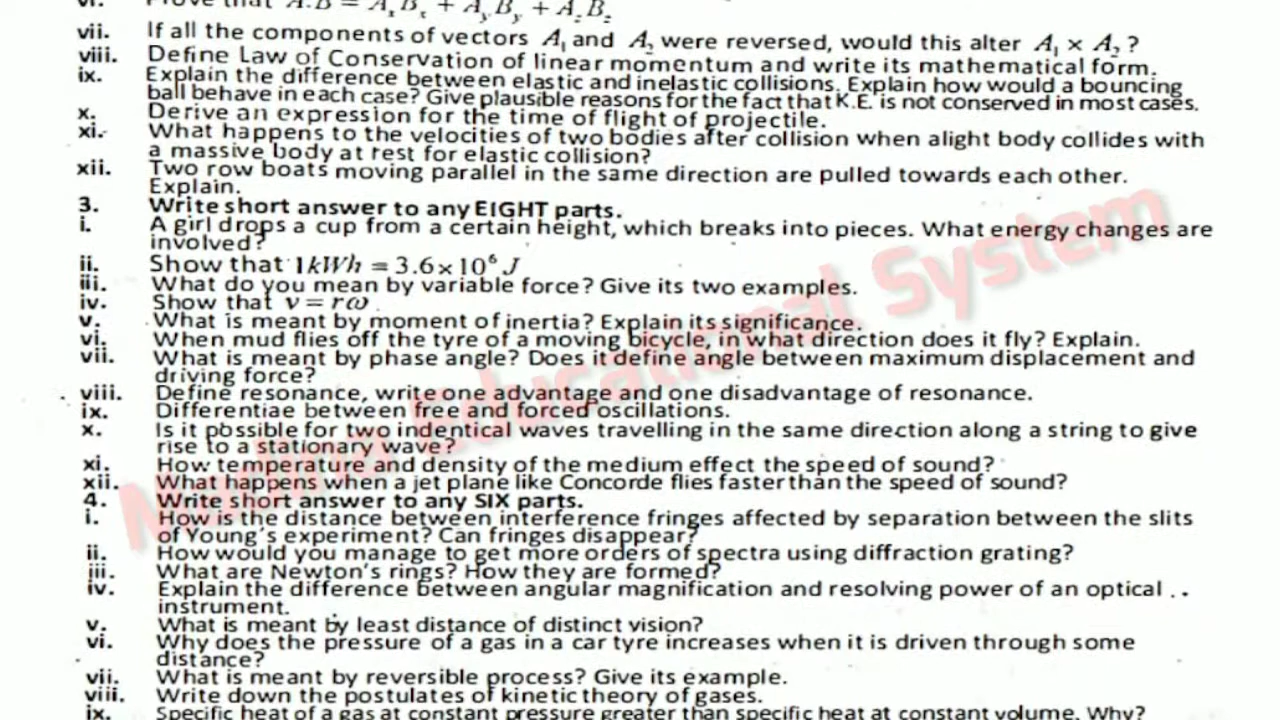 vi. Prove that A.B = AₓBₓ + AᵧBᵧ + A_zB_z
vii. If all the components of vectors A₁ and A₂ were reversed, would this alter A₁ × A₂ ?
viii. Define Law of Conservation of linear momentum and write its mathematical form.
ix. Explain the difference between elastic and inelastic collisions. Explain how would a bouncing
ball behave in each case? Give plausible reasons for the fact that K.E. is not conserved in most cases.
x. Derive an expression for the time of flight of projectile.
xi. What happens to the velocities of two bodies after collision when alight body collides with
a massive body at rest for elastic collision?
xii. Two row boats moving parallel in the same direction are pulled towards each other.
Explain.
3. Write short answer to any EIGHT parts.
i. A girl drops a cup from a certain height, which breaks into pieces. What energy changes are
involved?
ii. Show that 1kWh = 3.6×10⁶ J
iii. What do you mean by variable force? Give its two examples.
iv. Show that v = rω
v. What is meant by moment of inertia? Explain its significance.
vi. When mud flies off the tyre of a moving bicycle, in what direction does it fly? Explain.
vii. What is meant by phase angle? Does it define angle between maximum displacement and
driving force?
viii. Define resonance, write one advantage and one disadvantage of resonance.
ix. Differentiae between free and forced oscillations.
x. Is it possible for two indentical waves travelling in the same direction along a string to give
rise to a stationary wave?
xi. How temperature and density of the medium effect the speed of sound?
xii. What happens when a jet plane like Concorde flies faster than the speed of sound?
4. Write short answer to any SIX parts.
i. How is the distance between interference fringes affected by separation between the slits
of Young's experiment? Can fringes disappear?
ii. How would you manage to get more orders of spectra using diffraction grating?
iii. What are Newton's rings? How they are formed?
iv. Explain the difference between angular magnification and resolving power of an optical
instrument.
v. What is meant by least distance of distinct vision?
vi. Why does the pressure of a gas in a car tyre increases when it is driven through some
distance?
vii. What is meant by reversible process? Give its example.
viii. Write down the postulates of kinetic theory of gases.
ix. Specific heat of a gas at constant pressure greater than specific heat at constant volume. Why?
Educational System